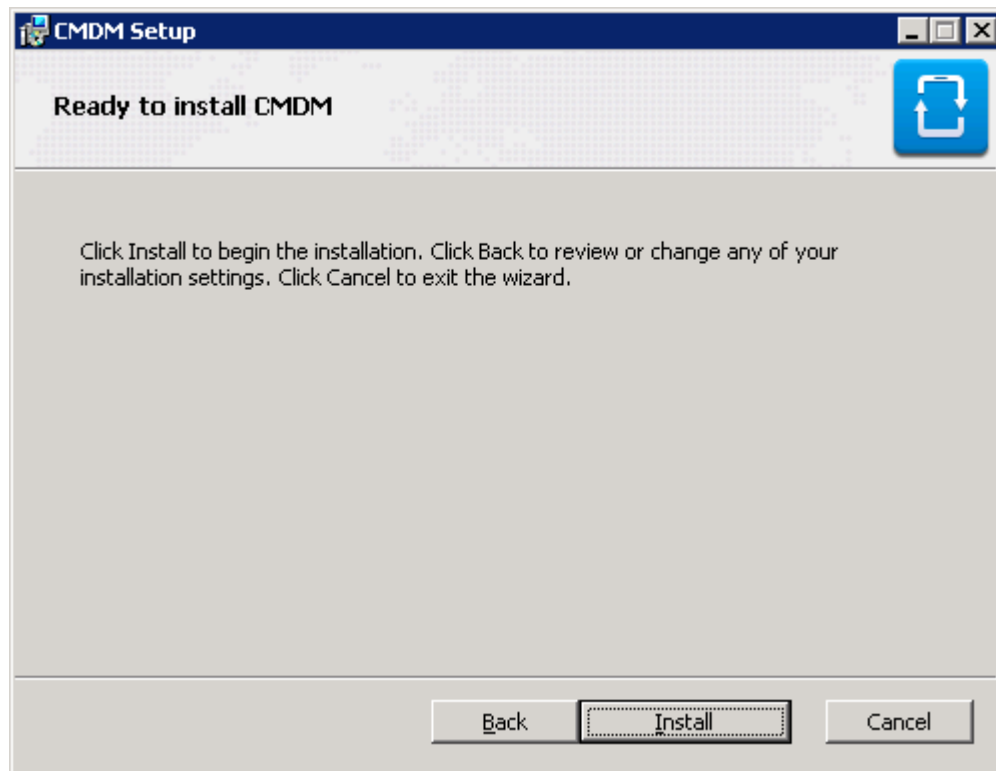 CMDM Setup
Ready to install CMDM
Click Install to begin the installation. Click Back to review or change any of your
installation settings. Click Cancel to exit the wizard.
Back
Install
Cancel